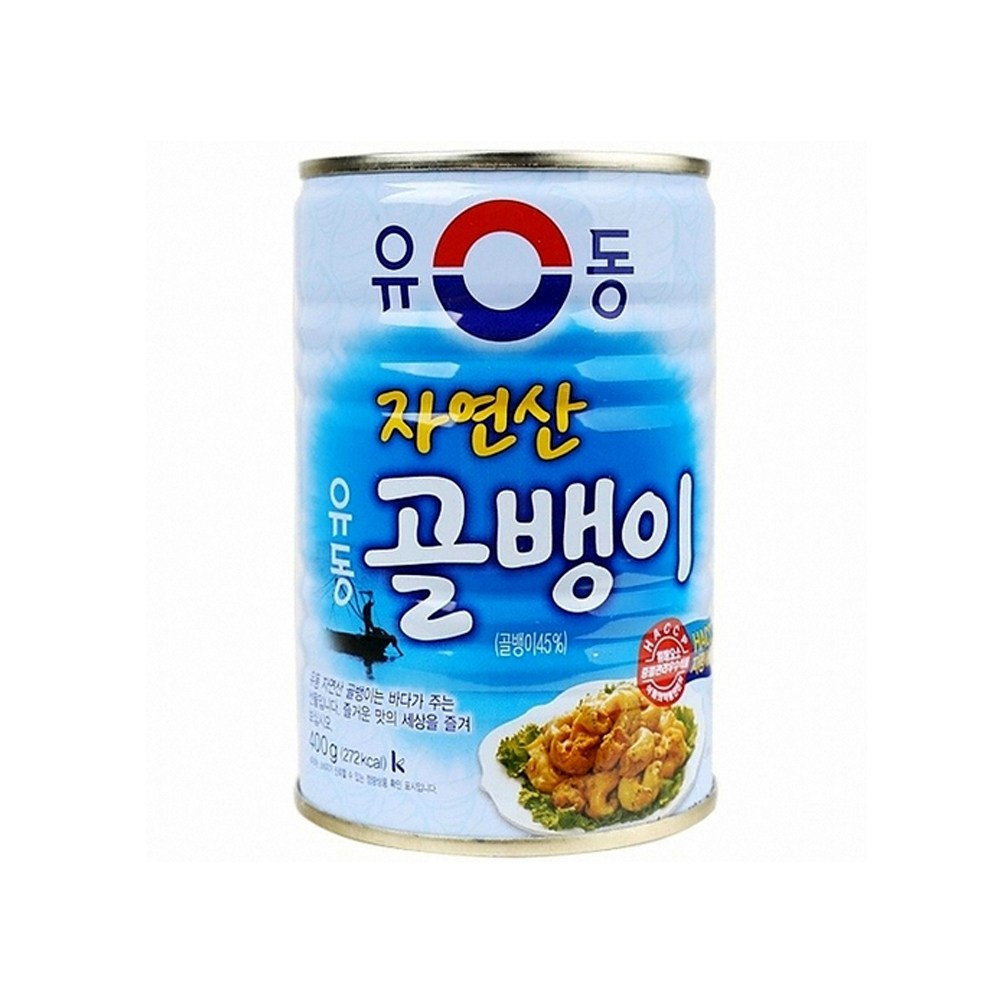 유동
자연산
유동
골뱅이
(골뱅이45%)
HACCP
유동 자연산 골뱅이는 바다가 주는
선물입니다. 즐거운 맛의 세상을 즐겨
보십시오.
400g (272kcal) k